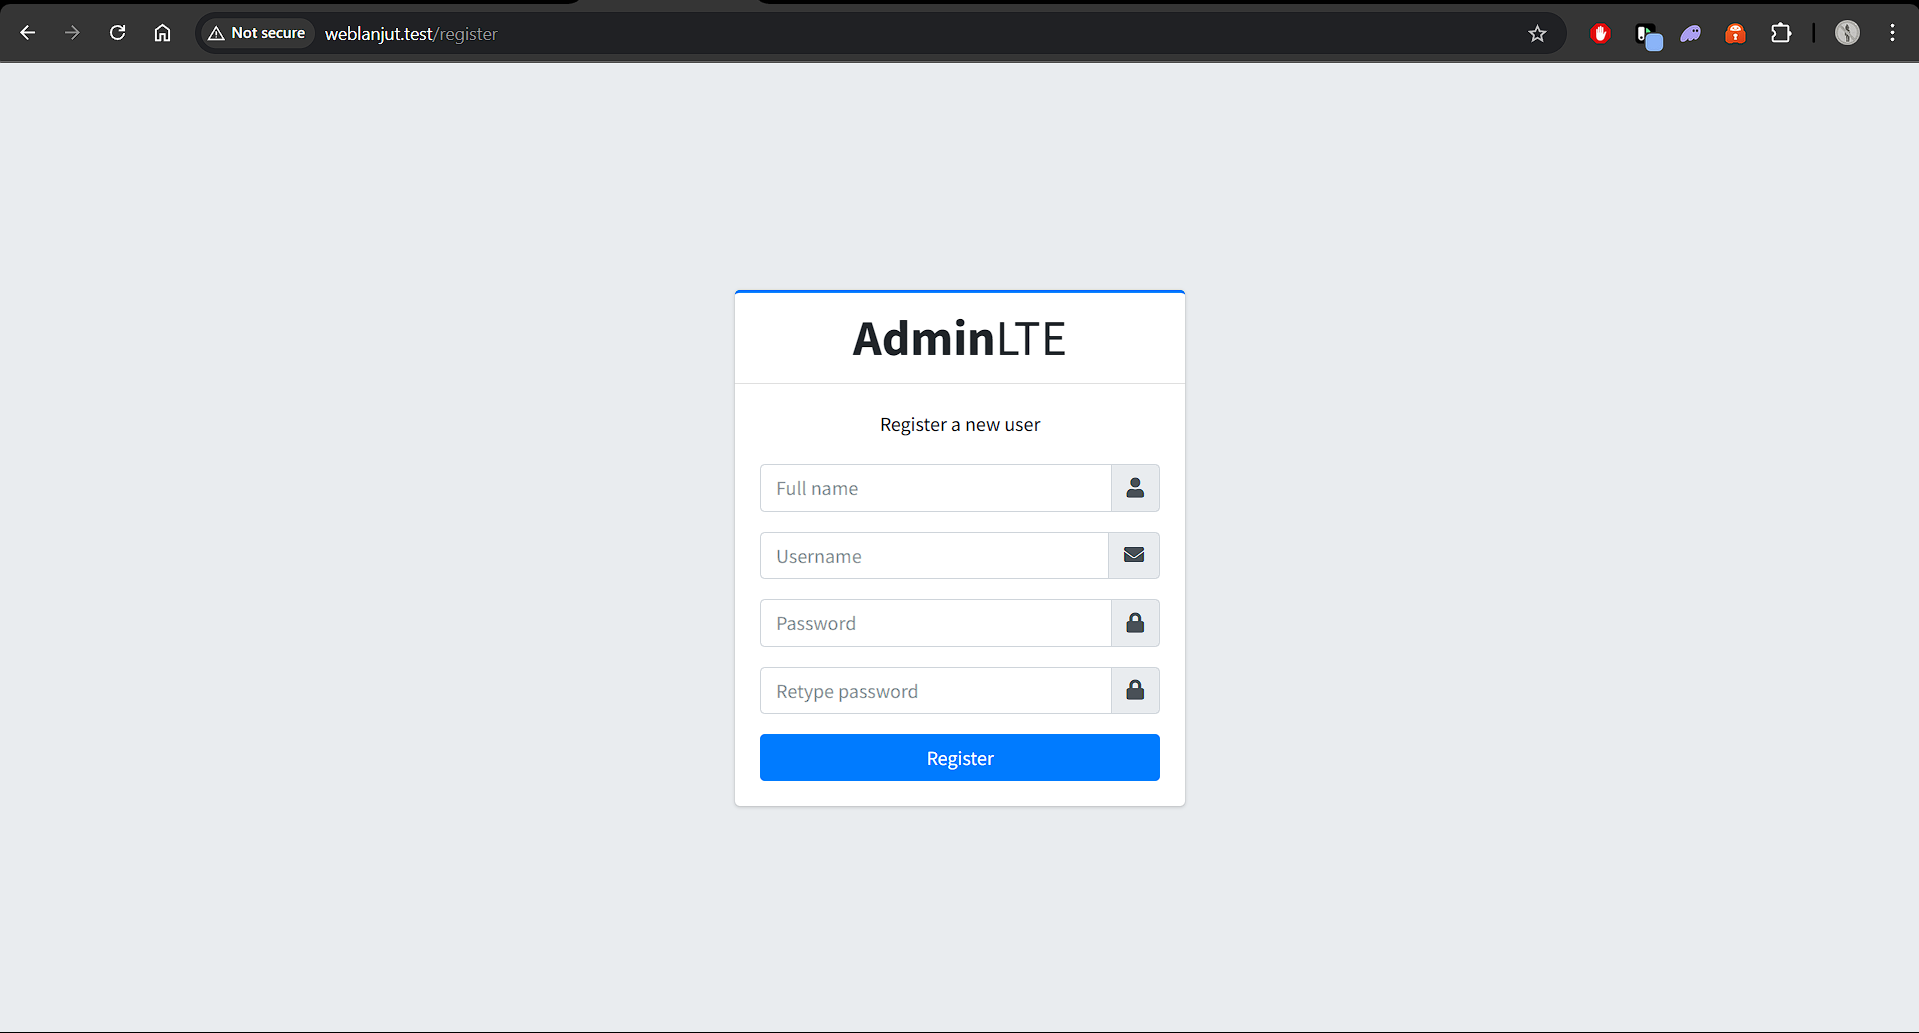 Not secure
weblanjut.test/register
AdminLTE
Register a new user
Full name
Username
Password
Retype password
Register